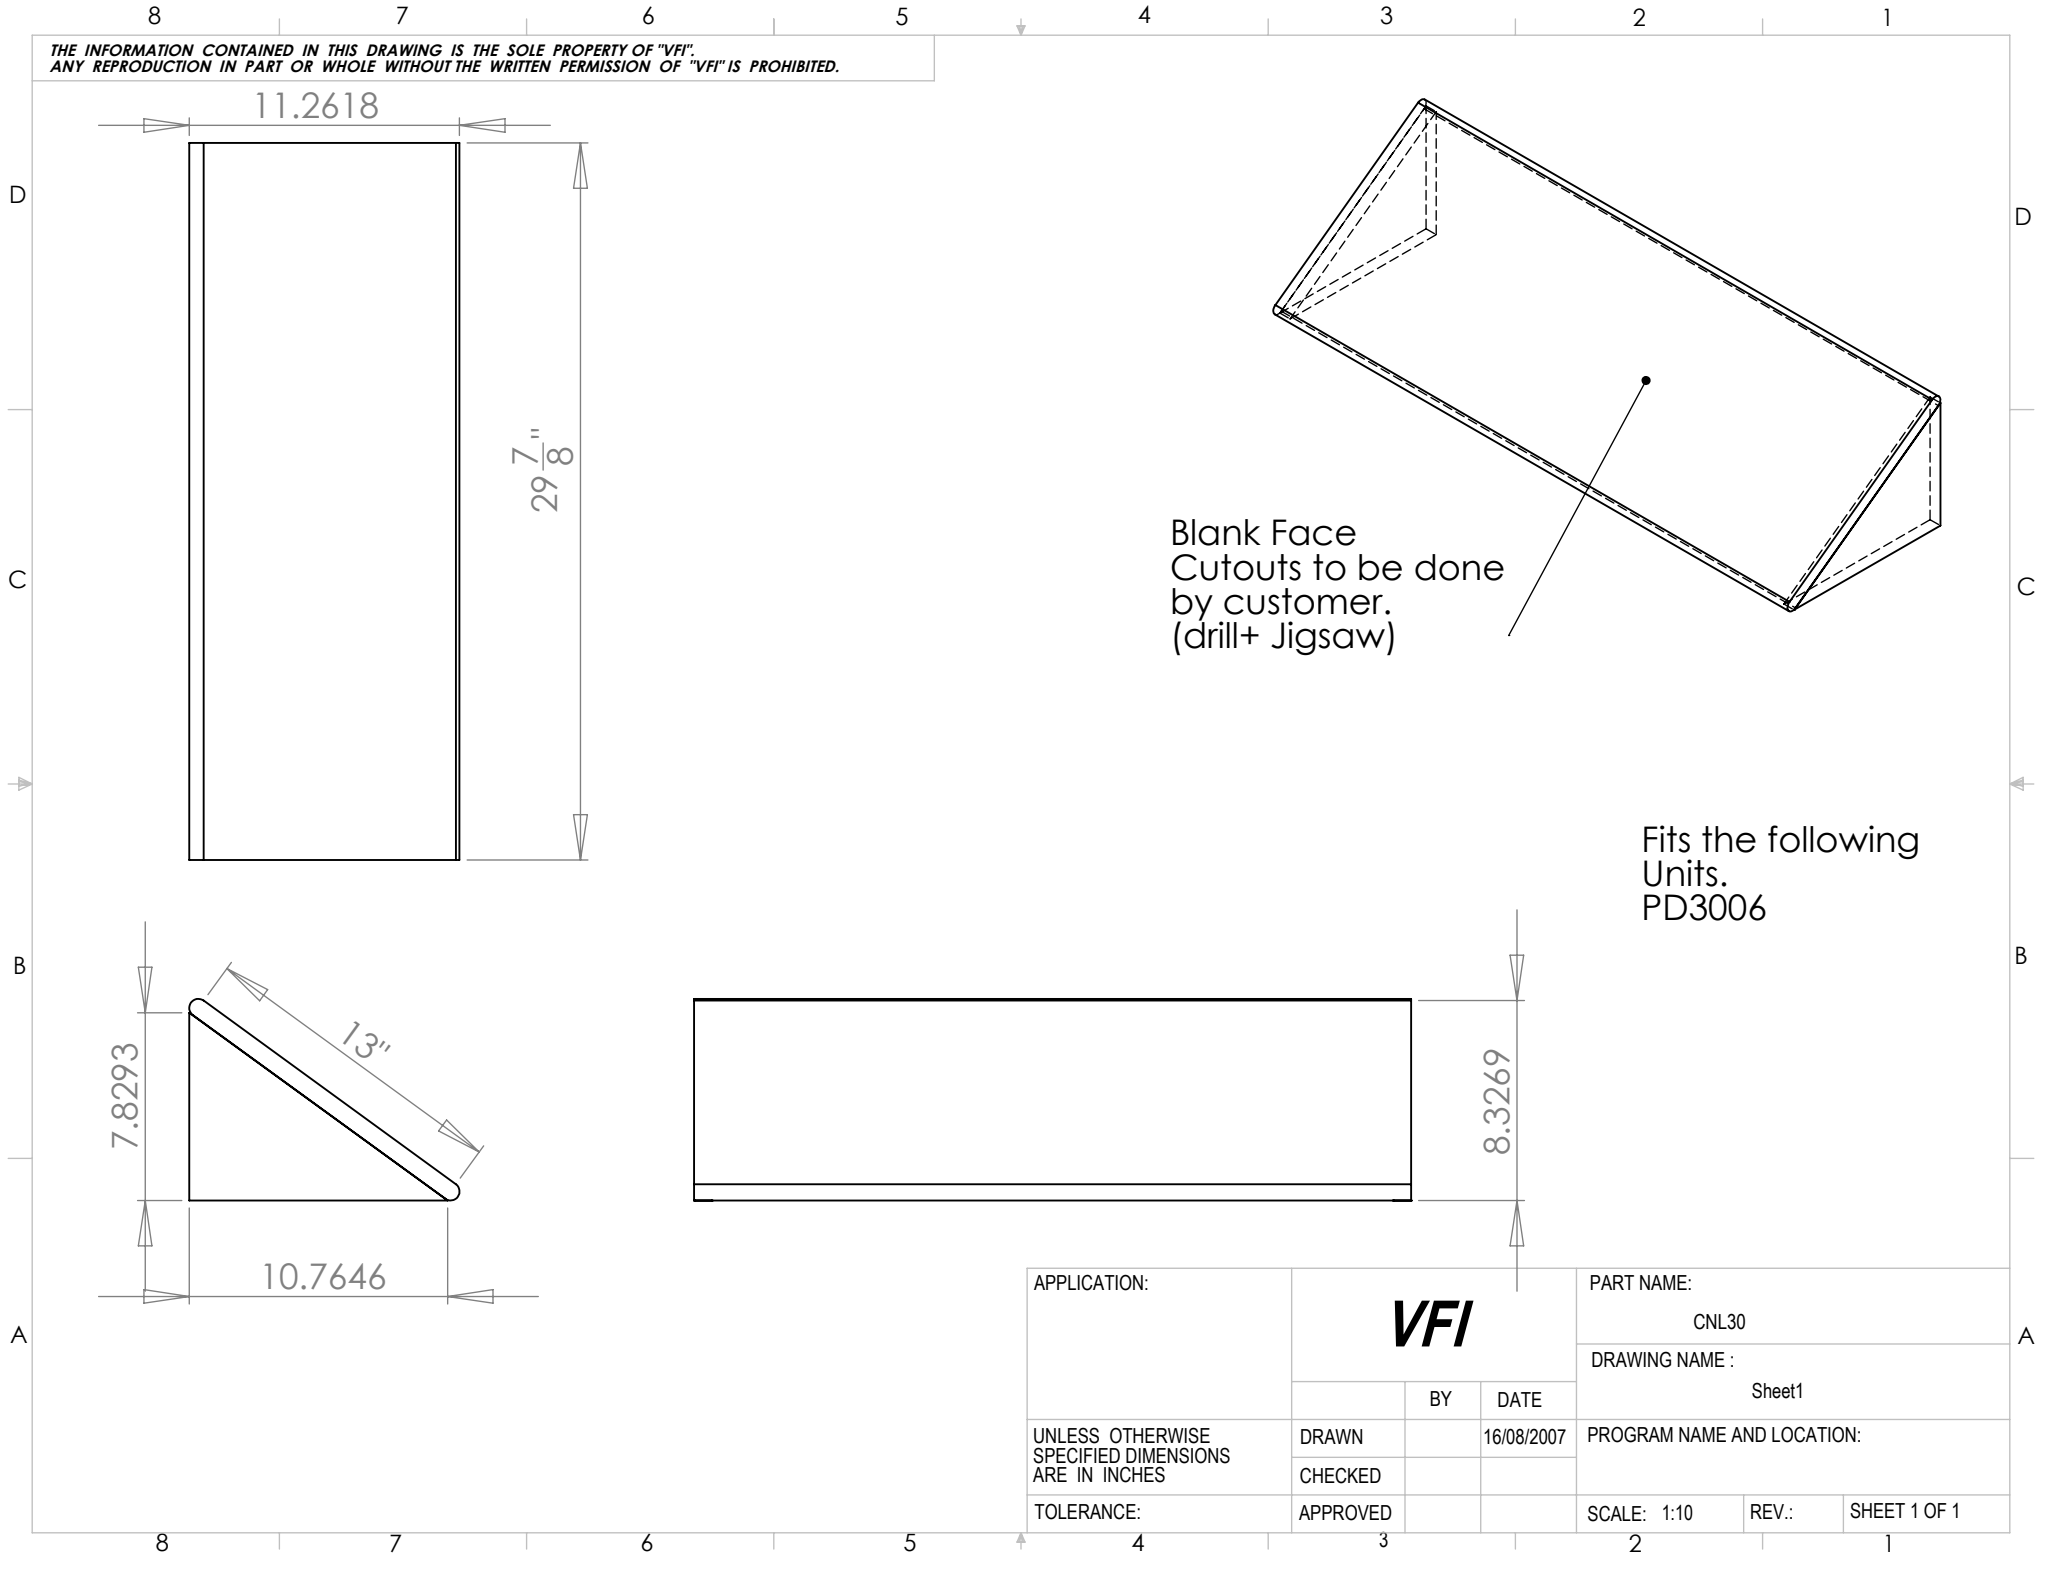 8 7 6 5 4 3 2 1
THE INFORMATION CONTAINED IN THIS DRAWING IS THE SOLE PROPERTY OF "VFI".
ANY REPRODUCTION IN PART OR WHOLE WITHOUT THE WRITTEN PERMISSION OF "VFI" IS PROHIBITED.
11.2618
D D
29 7/8"
Blank Face
Cutouts to be done
by customer.
(drill+ Jigsaw)
C C
Fits the following
Units.
PD3006
B B
13"
7.8293
10.7646
8.3269
A A
APPLICATION:
VFI
PART NAME:
CNL30
DRAWING NAME :
Sheet1
BY DATE
UNLESS OTHERWISE
SPECIFIED DIMENSIONS
ARE IN INCHES
DRAWN 16/08/2007
PROGRAM NAME AND LOCATION:
CHECKED
TOLERANCE:
APPROVED
SCALE: 1:10
REV.:
SHEET 1 OF 1
8 7 6 5 4 3 2 1